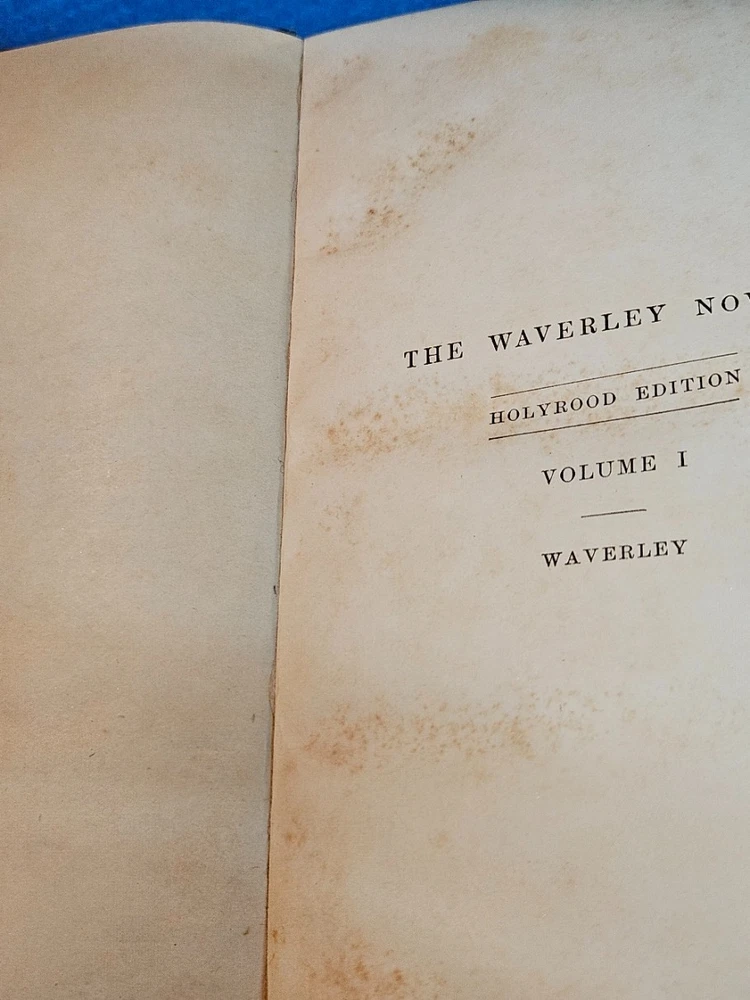 THE WAVERLEY NOV
HOLYROOD EDITION
VOLUME I
WAVERLEY